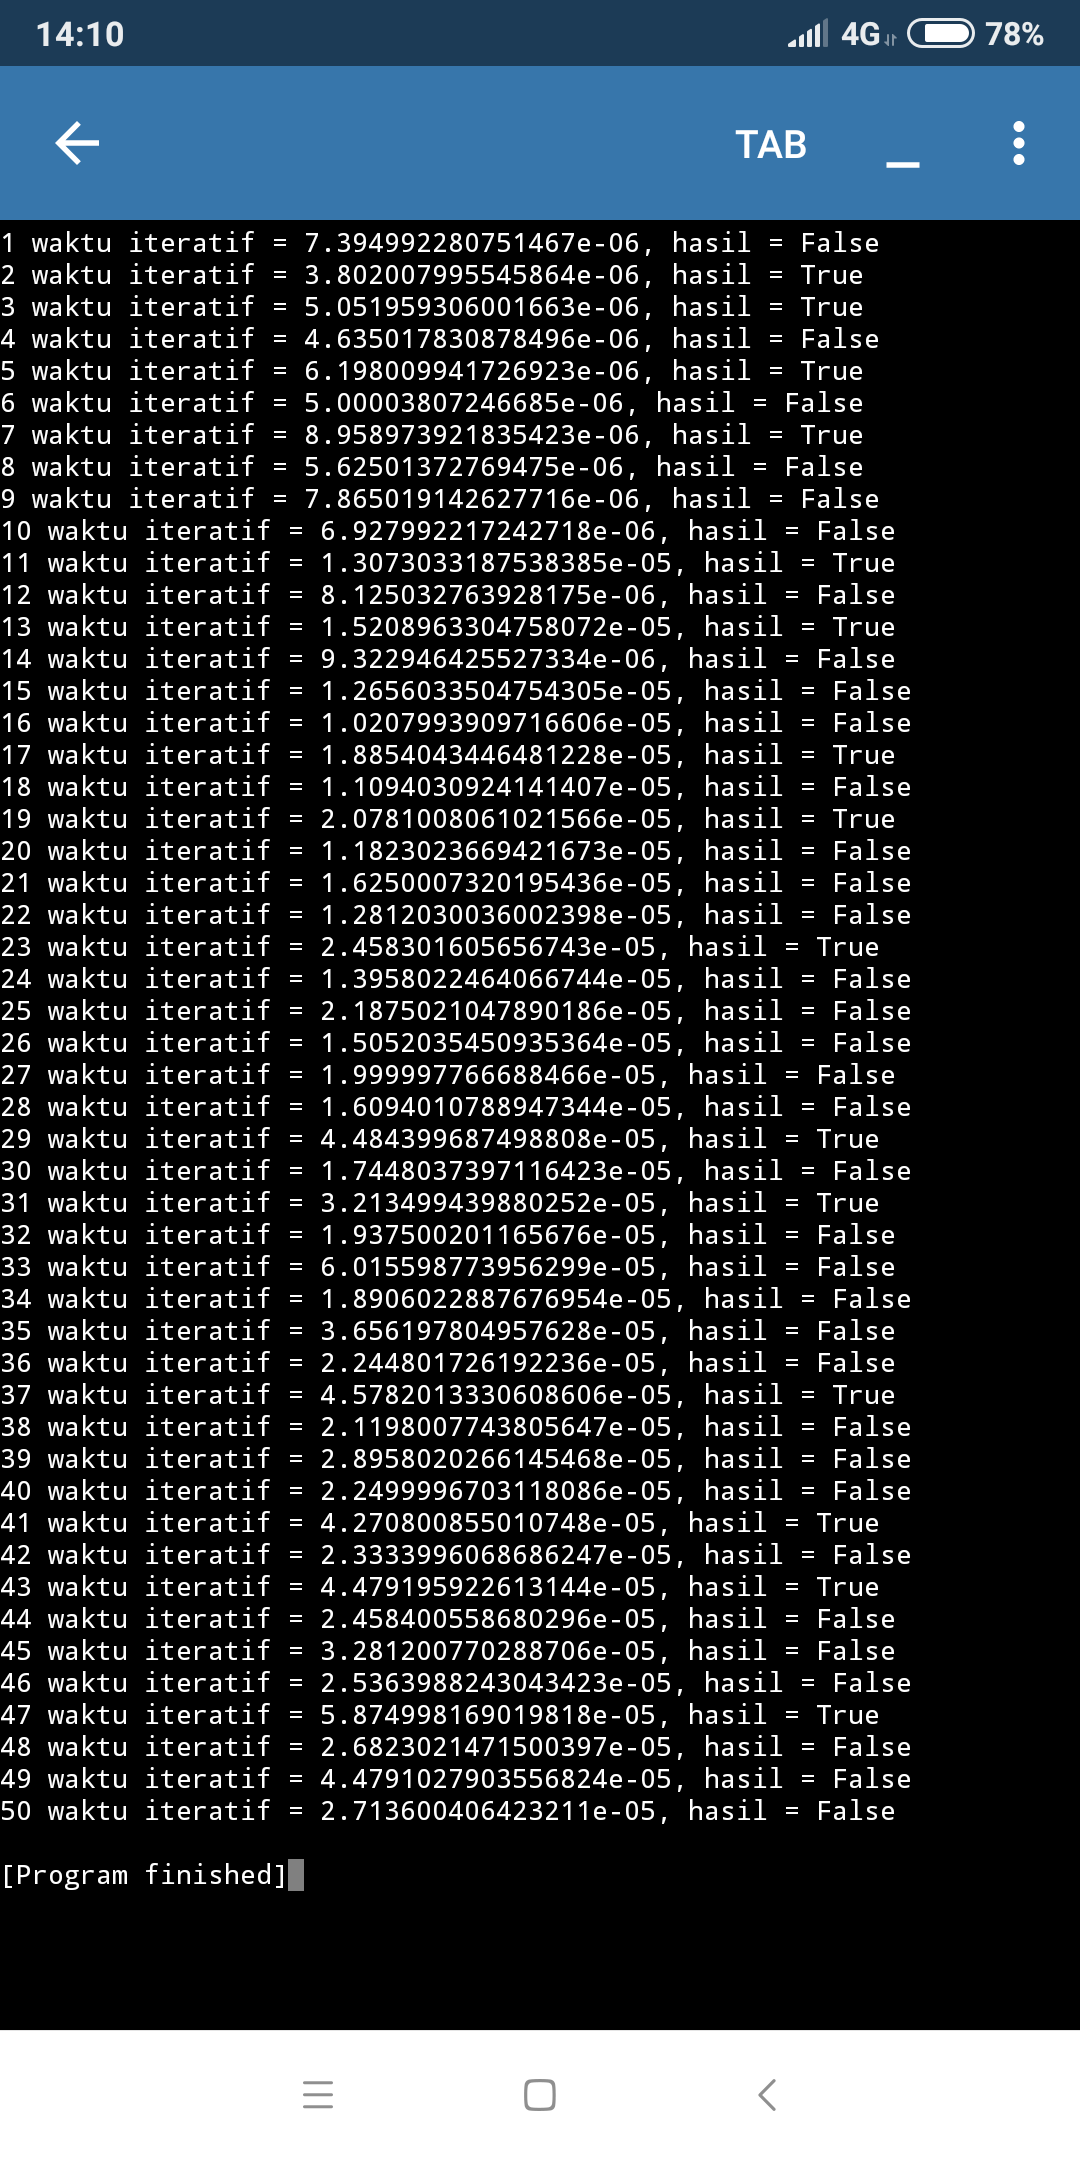 14:10 4G 78%
TAB _
1 waktu iteratif = 7.394992280751467e-06, hasil = False
2 waktu iteratif = 3.802007995545864e-06, hasil = True
3 waktu iteratif = 5.051959306001663e-06, hasil = True
4 waktu iteratif = 4.635017830878496e-06, hasil = False
5 waktu iteratif = 6.198009941726923e-06, hasil = True
6 waktu iteratif = 5.00003807246685e-06, hasil = False
7 waktu iteratif = 8.958973921835423e-06, hasil = True
8 waktu iteratif = 5.62501372769475e-06, hasil = False
9 waktu iteratif = 7.865019142627716e-06, hasil = False
10 waktu iteratif = 6.927992217242718e-06, hasil = False
11 waktu iteratif = 1.3073033187538385e-05, hasil = True
12 waktu iteratif = 8.125032763928175e-06, hasil = False
13 waktu iteratif = 1.5208963304758072e-05, hasil = True
14 waktu iteratif = 9.322946425527334e-06, hasil = False
15 waktu iteratif = 1.2656033504754305e-05, hasil = False
16 waktu iteratif = 1.0207993909716606e-05, hasil = False
17 waktu iteratif = 1.8854043446481228e-05, hasil = True
18 waktu iteratif = 1.1094030924141407e-05, hasil = False
19 waktu iteratif = 2.0781008061021566e-05, hasil = True
20 waktu iteratif = 1.1823023669421673e-05, hasil = False
21 waktu iteratif = 1.6250007320195436e-05, hasil = False
22 waktu iteratif = 1.2812030036002398e-05, hasil = False
23 waktu iteratif = 2.458301605656743e-05, hasil = True
24 waktu iteratif = 1.3958022464066744e-05, hasil = False
25 waktu iteratif = 2.1875021047890186e-05, hasil = False
26 waktu iteratif = 1.5052035450935364e-05, hasil = False
27 waktu iteratif = 1.999997766688466e-05, hasil = False
28 waktu iteratif = 1.6094010788947344e-05, hasil = False
29 waktu iteratif = 4.484399687498808e-05, hasil = True
30 waktu iteratif = 1.7448037397116423e-05, hasil = False
31 waktu iteratif = 3.213499439880252e-05, hasil = True
32 waktu iteratif = 1.937500201165676e-05, hasil = False
33 waktu iteratif = 6.015598773956299e-05, hasil = False
34 waktu iteratif = 1.8906022887676954e-05, hasil = False
35 waktu iteratif = 3.656197804957628e-05, hasil = False
36 waktu iteratif = 2.244801726192236e-05, hasil = False
37 waktu iteratif = 4.5782013330608606e-05, hasil = True
38 waktu iteratif = 2.1198007743805647e-05, hasil = False
39 waktu iteratif = 2.8958020266145468e-05, hasil = False
40 waktu iteratif = 2.2499996703118086e-05, hasil = False
41 waktu iteratif = 4.270800855010748e-05, hasil = True
42 waktu iteratif = 2.3333996068686247e-05, hasil = False
43 waktu iteratif = 4.479195922613144e-05, hasil = True
44 waktu iteratif = 2.458400558680296e-05, hasil = False
45 waktu iteratif = 3.281200770288706e-05, hasil = False
46 waktu iteratif = 2.5363988243043423e-05, hasil = False
47 waktu iteratif = 5.874998169019818e-05, hasil = True
48 waktu iteratif = 2.6823021471500397e-05, hasil = False
49 waktu iteratif = 4.4791027903556824e-05, hasil = False
50 waktu iteratif = 2.713600406423211e-05, hasil = False
[Program finished]